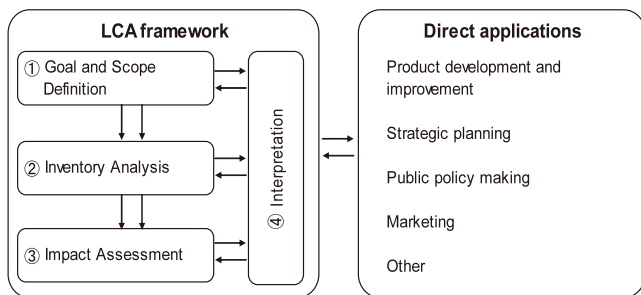 LCA framework
① Goal and Scope
Definition
② Inventory Analysis
③ Impact Assessment
④ Interpretation
Direct applications
Product development and
improvement
Strategic planning
Public policy making
Marketing
Other